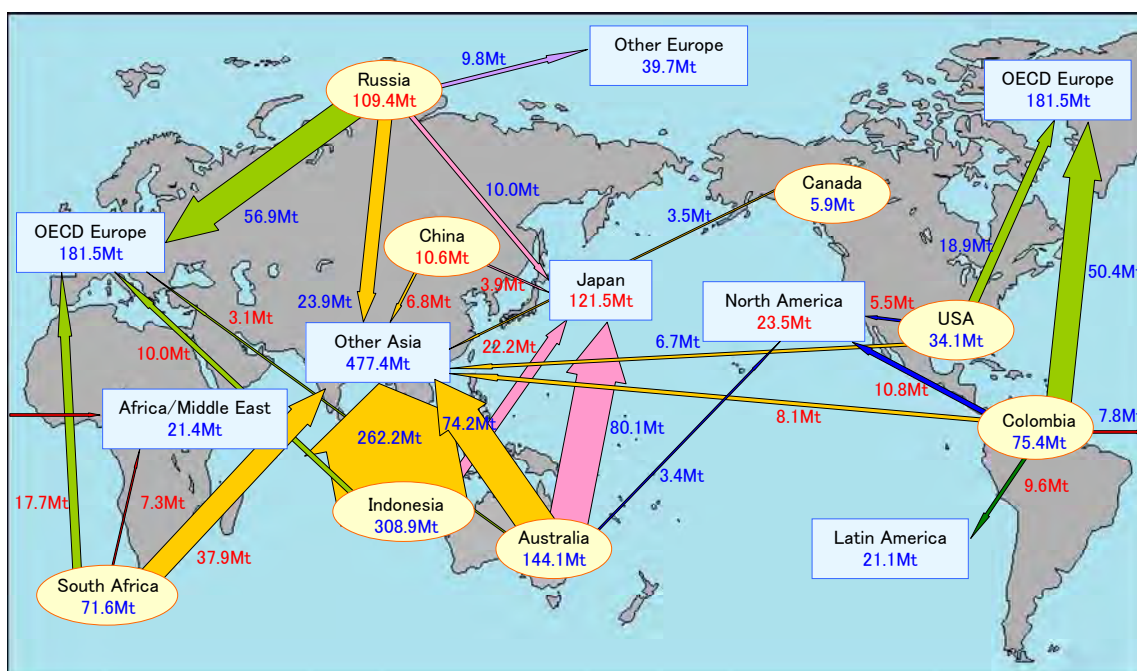 Other Europe
39.7Mt
9.8Mt
Russia
109.4Mt
OECD Europe
181.5Mt
Canada
5.9Mt
10.0Mt
3.5Mt
56.9Mt
OECD Europe
181.5Mt
China
10.6Mt
18.9Mt
50.4Mt
Japan
121.5Mt
3.9Mt
6.8Mt
23.9Mt
3.1Mt
North America
23.5Mt
5.5Mt
USA
34.1Mt
Other Asia
477.4Mt
22.2Mt
6.7Mt
10.0Mt
10.8Mt
Africa/Middle East
21.4Mt
262.2Mt
74.2Mt
80.1Mt
8.1Mt
Colombia
75.4Mt
7.8Mt
3.4Mt
9.6Mt
17.7Mt
7.3Mt
Indonesia
308.9Mt
Australia
144.1Mt
Latin America
21.1Mt
37.9Mt
South Africa
71.6Mt